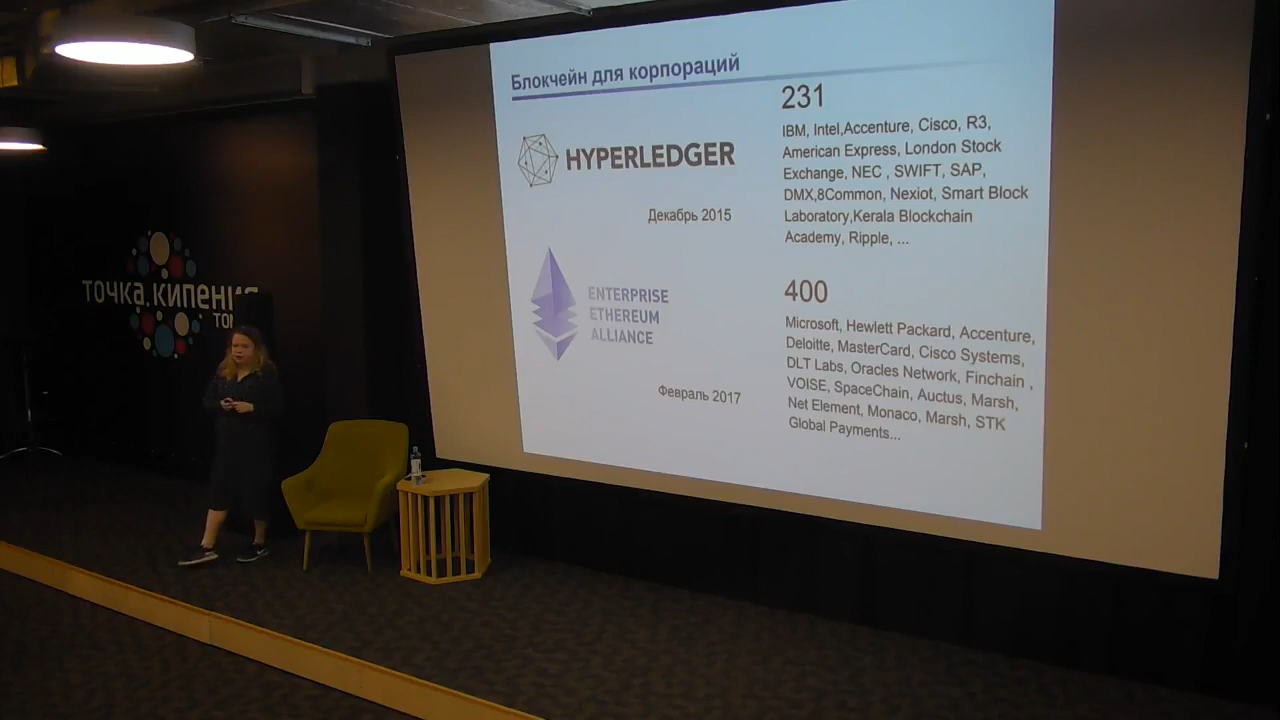 Блокчейн для корпораций
HYPERLEDGER
Декабрь 2015
231
IBM, Intel,Accenture, Cisco, R3,
American Express, London Stock
Exchange, NEC , SWIFT, SAP,
DMX,8Common, Nexiot, Smart Block
Laboratory,Kerala Blockchain
Academy, Ripple, ...
ENTERPRISE
ETHEREUM
ALLIANCE
Февраль 2017
400
Microsoft, Hewlett Packard, Accenture,
Deloitte, MasterCard, Cisco Systems,
DLT Labs, Oracles Network, Finchain ,
VOISE, SpaceChain, Auctus, Marsh,
Net Element, Monaco, Marsh, STK
Global Payments...
точка кипения